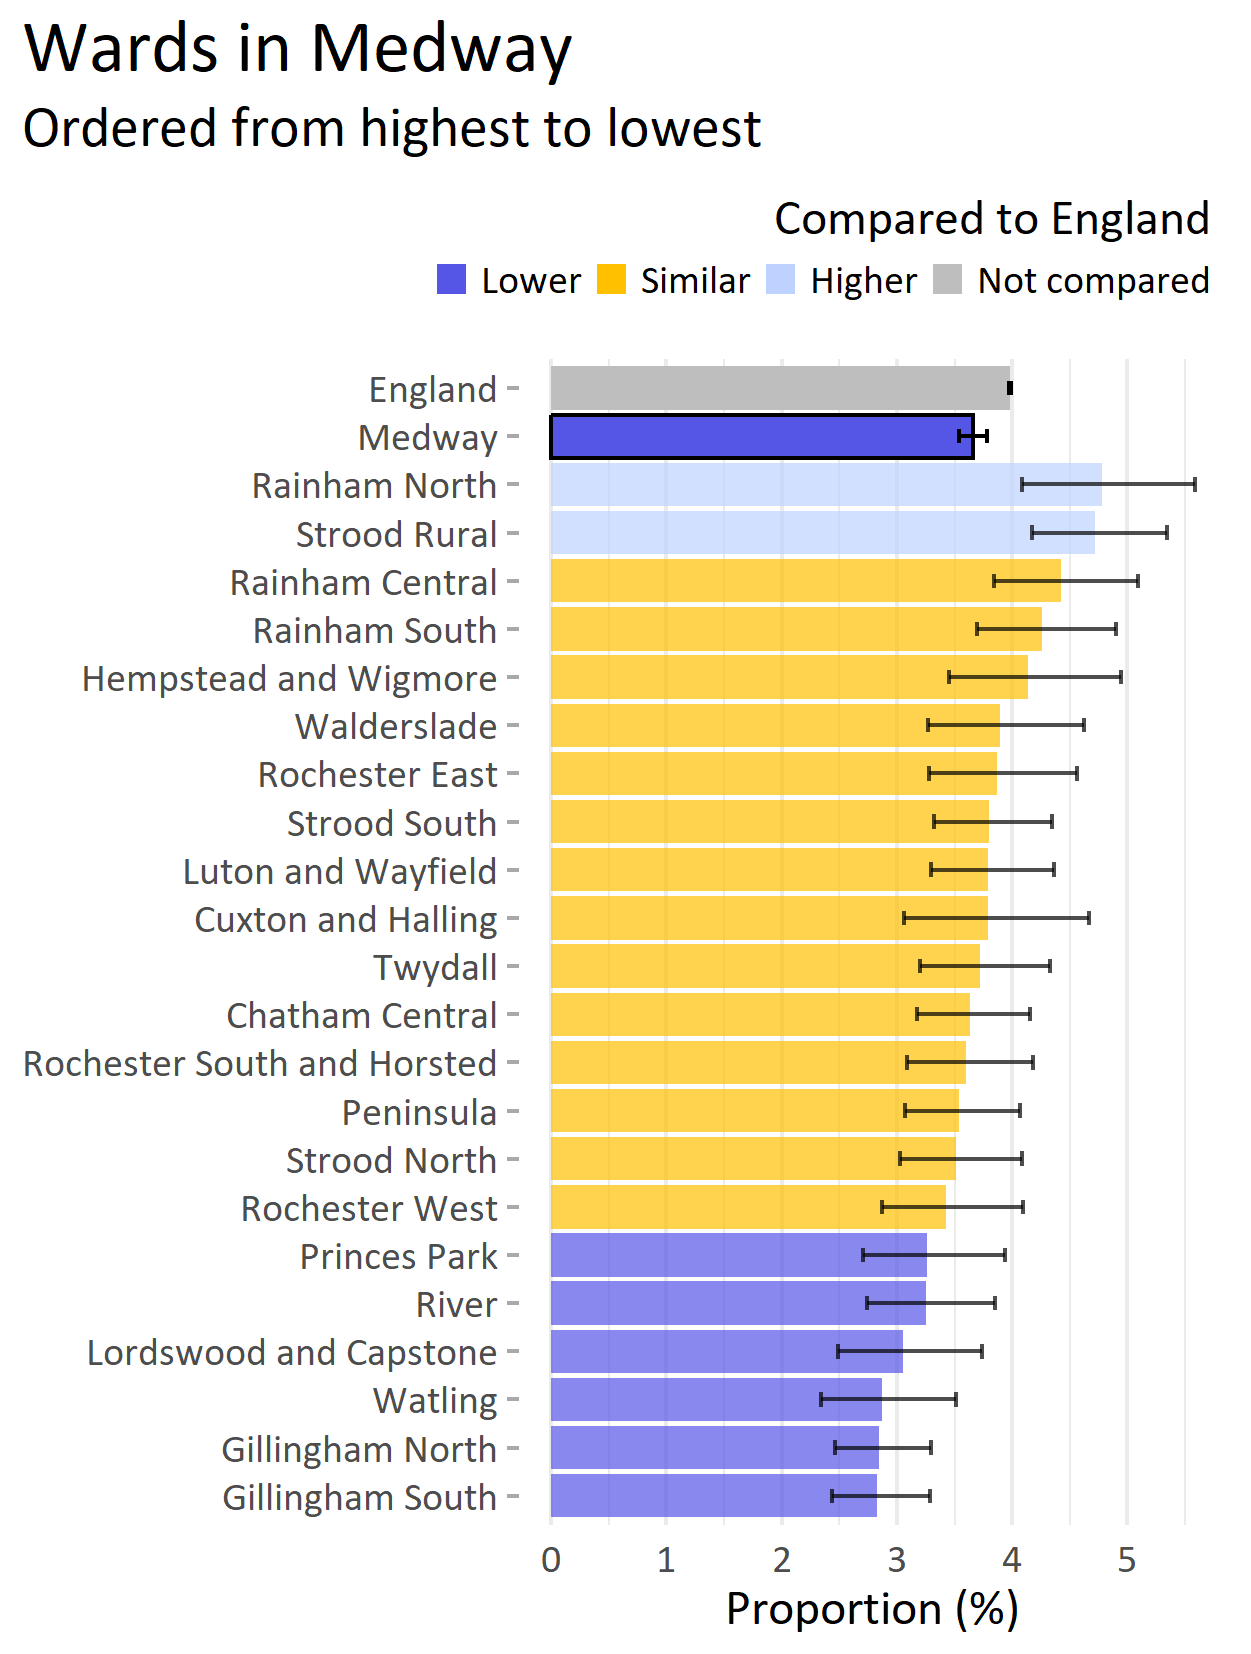 Wards in Medway
Ordered from highest to lowest
Compared to England
Lower Similar Higher Not compared
England
Medway
Rainham North
Strood Rural
Rainham Central
Rainham South
Hempstead and Wigmore
Walderslade
Rochester East
Strood South
Luton and Wayfield
Cuxton and Halling
Twydall
Chatham Central
Rochester South and Horsted
Peninsula
Strood North
Rochester West
Princes Park
River
Lordswood and Capstone
Watling
Gillingham North
Gillingham South
0 1 2 3 4 5
Proportion (%)